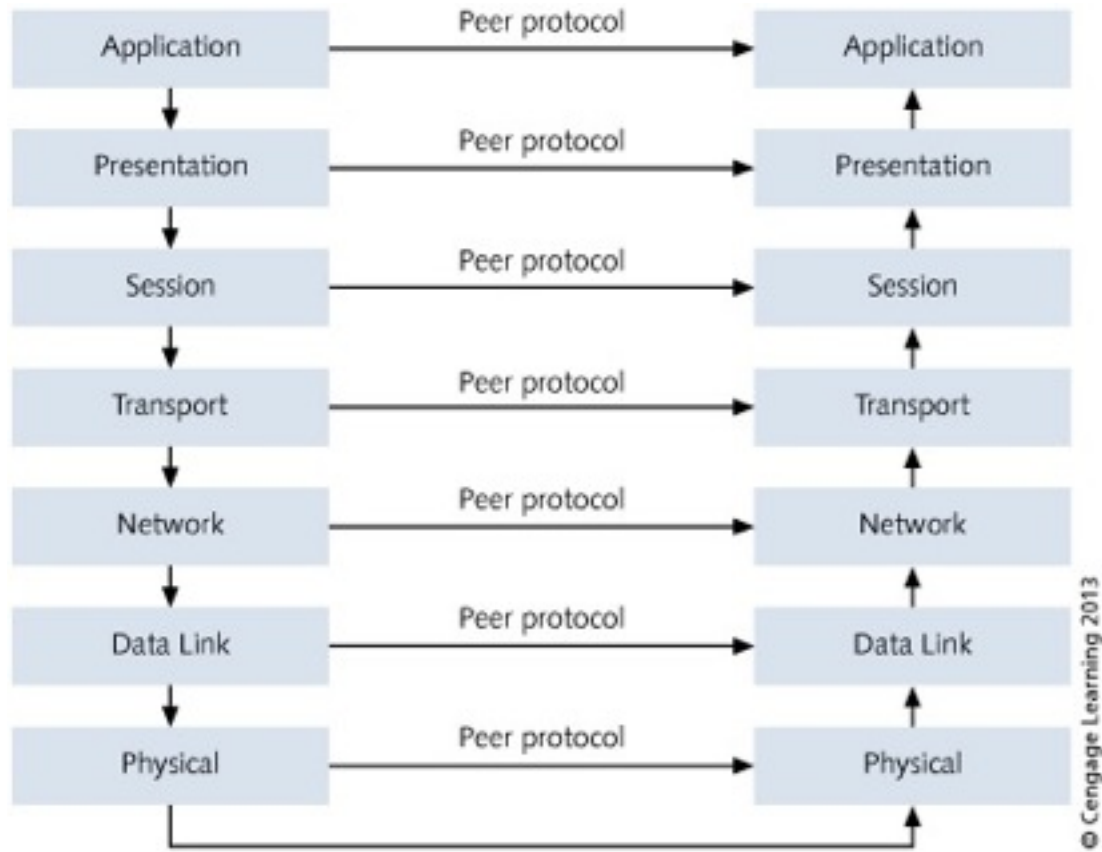 Peer protocol
Application Application
Peer protocol
Presentation Presentation
Peer protocol
Session Session
Peer protocol
Transport Transport
Peer protocol
Network Network
Peer protocol
Data Link Data Link
Peer protocol
Physical Physical
© Cengage Learning 2013